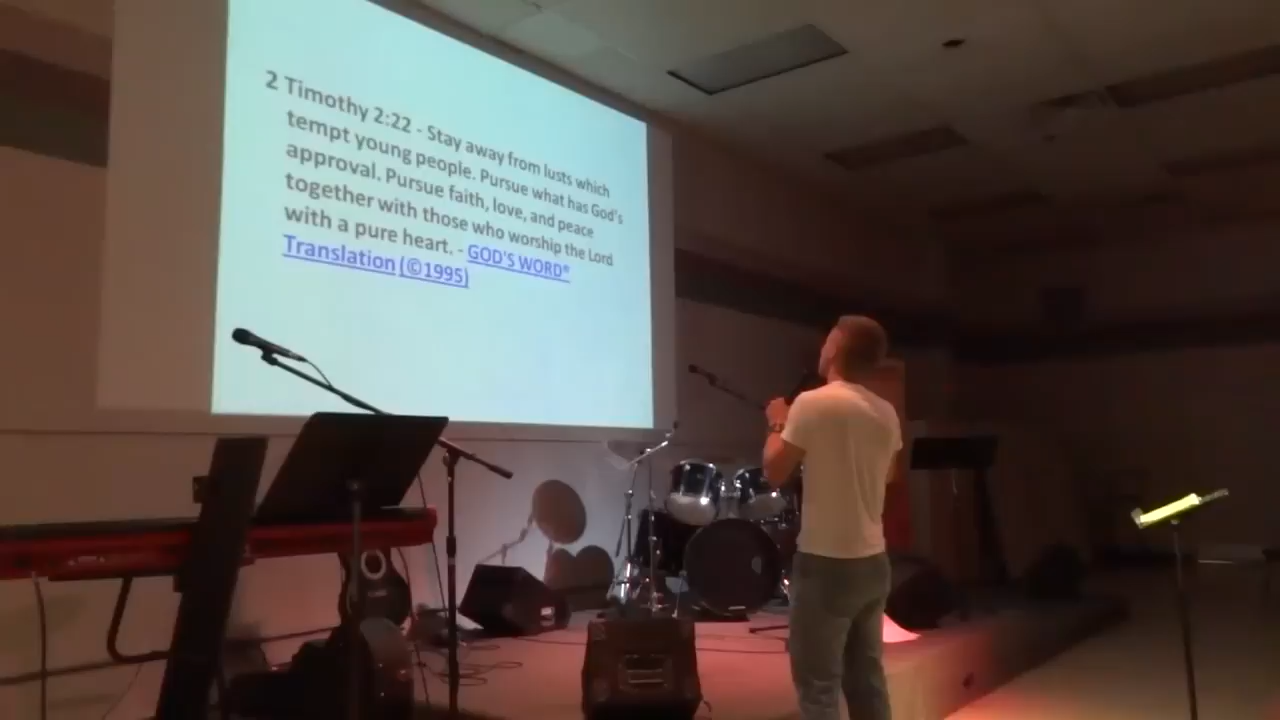 2 Timothy 2:22 - Stay away from lusts which
tempt young people. Pursue what has God's
approval. Pursue faith, love, and peace
together with those who worship the Lord
with a pure heart. - GOD'S WORD®
Translation (©1995)